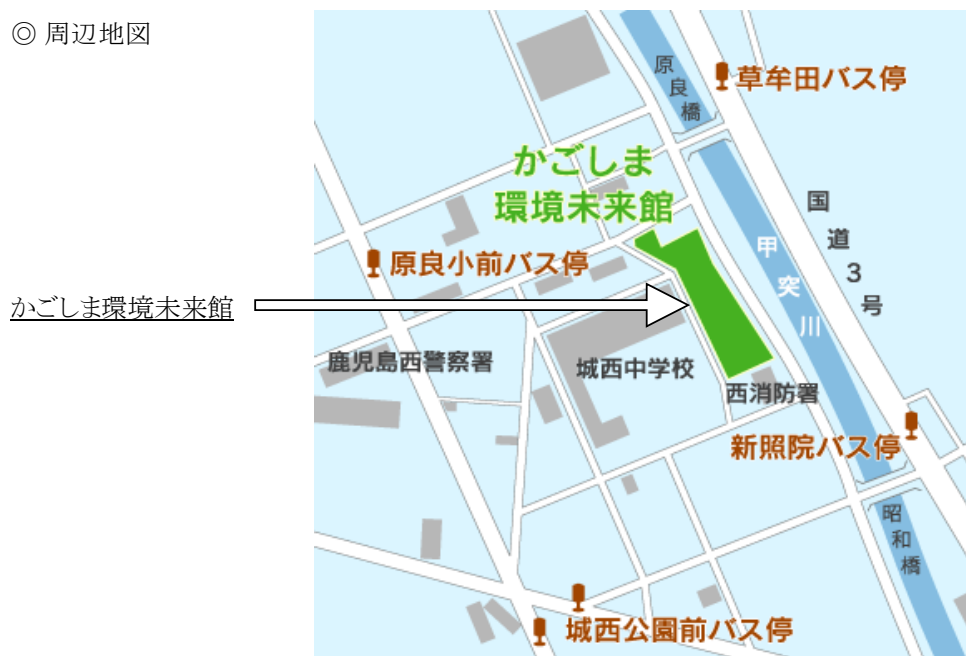 ◎ 周辺地図
原良橋
草牟田バス停
かごしま
環境未来館
国道3号
甲突川
原良小前バス停
かごしま環境未来館
鹿児島西警察署
城西中学校
西消防署
新照院バス停
昭和橋
城西公園前バス停